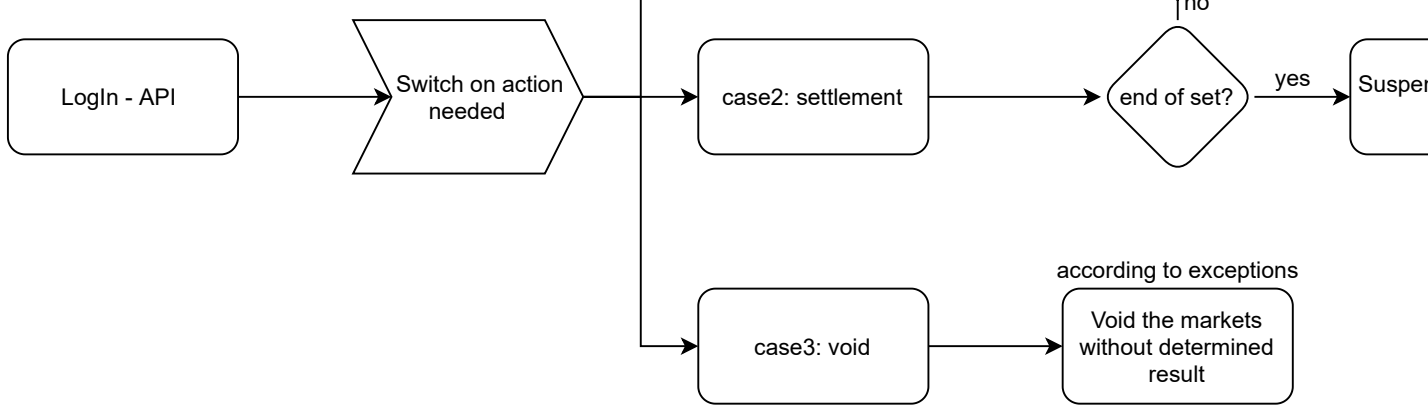 no
LogIn - API
Switch on action
needed
case2: settlement
end of set?
yes
according to exceptions
case3: void
Void the markets
without determined
result